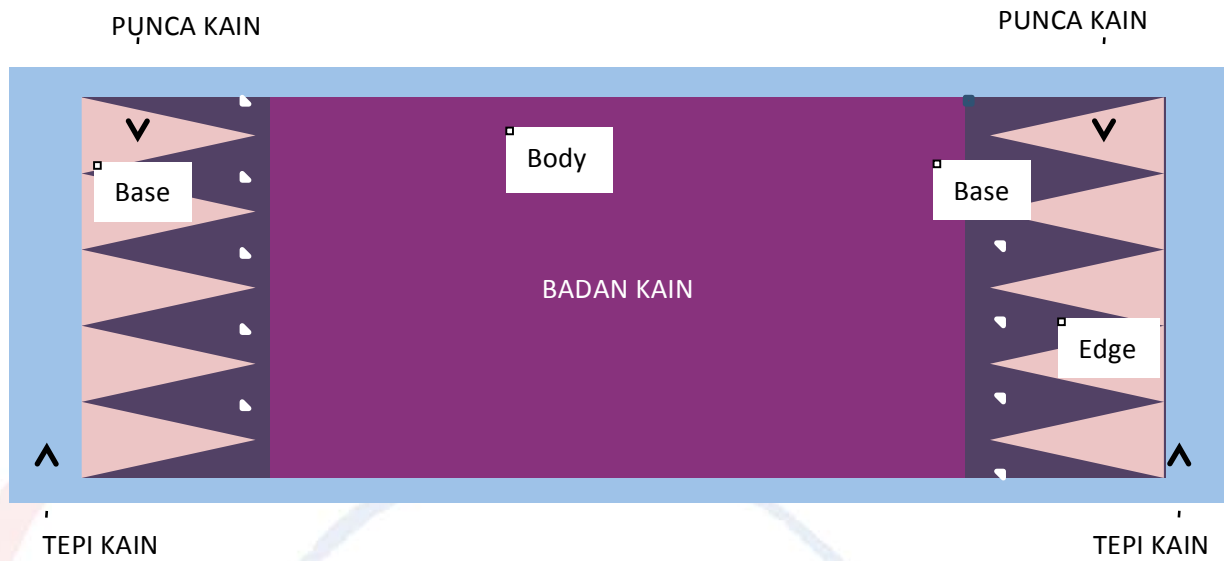 PUNCA KAIN
PUNCA KAIN
Body
Base
Base
BADAN KAIN
Edge
TEPI KAIN
TEPI KAIN